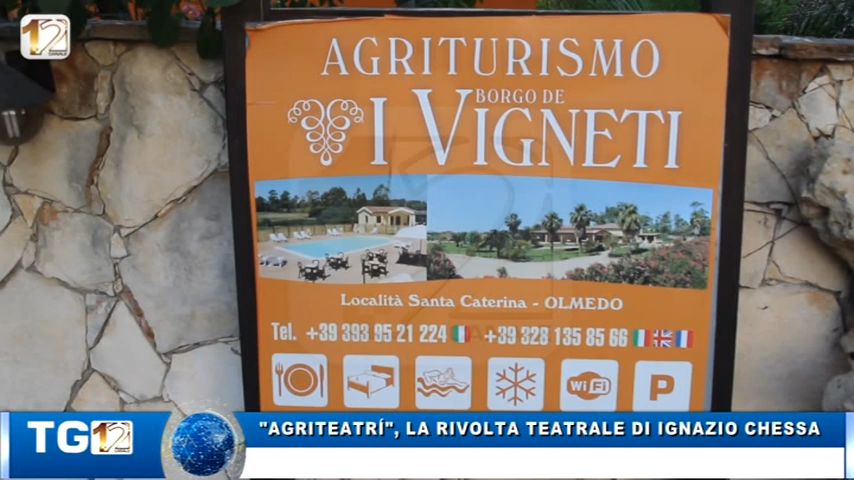 12
AGRITURISMO
BORGO DE
I VIGNETI
Località Santa Caterina - OLMEDO
Tel. +39 393 95 21 224 +39 328 135 85 66
WiFi P
TG12 "AGRITEATRÍ", LA RIVOLTA TEATRALE DI IGNAZIO CHESSA